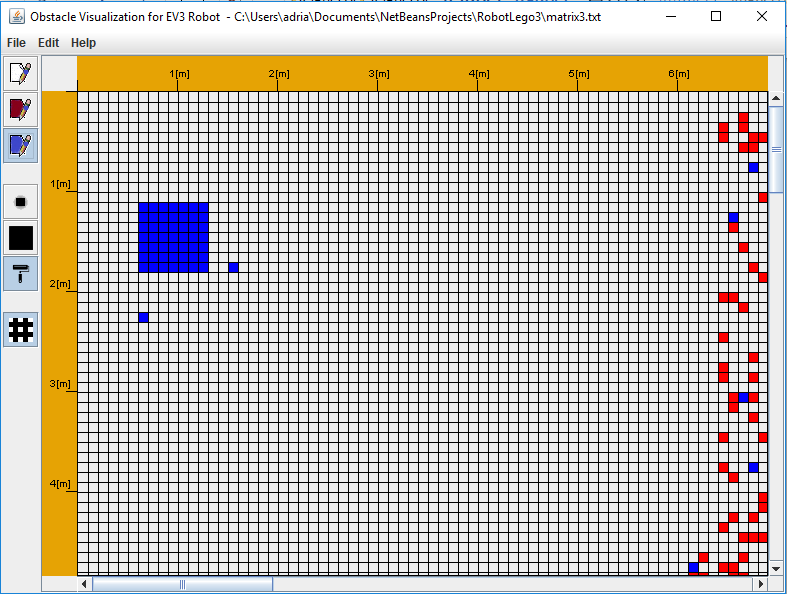 Obstacle Visualization for EV3 Robot - C:\Users\adria\Documents\NetBeansProjects\RobotLego3\matrix3.txt
File Edit Help
1[m] 2[m] 3[m] 4[m] 5[m] 6[m]
1[m]
2[m]
3[m]
4[m]